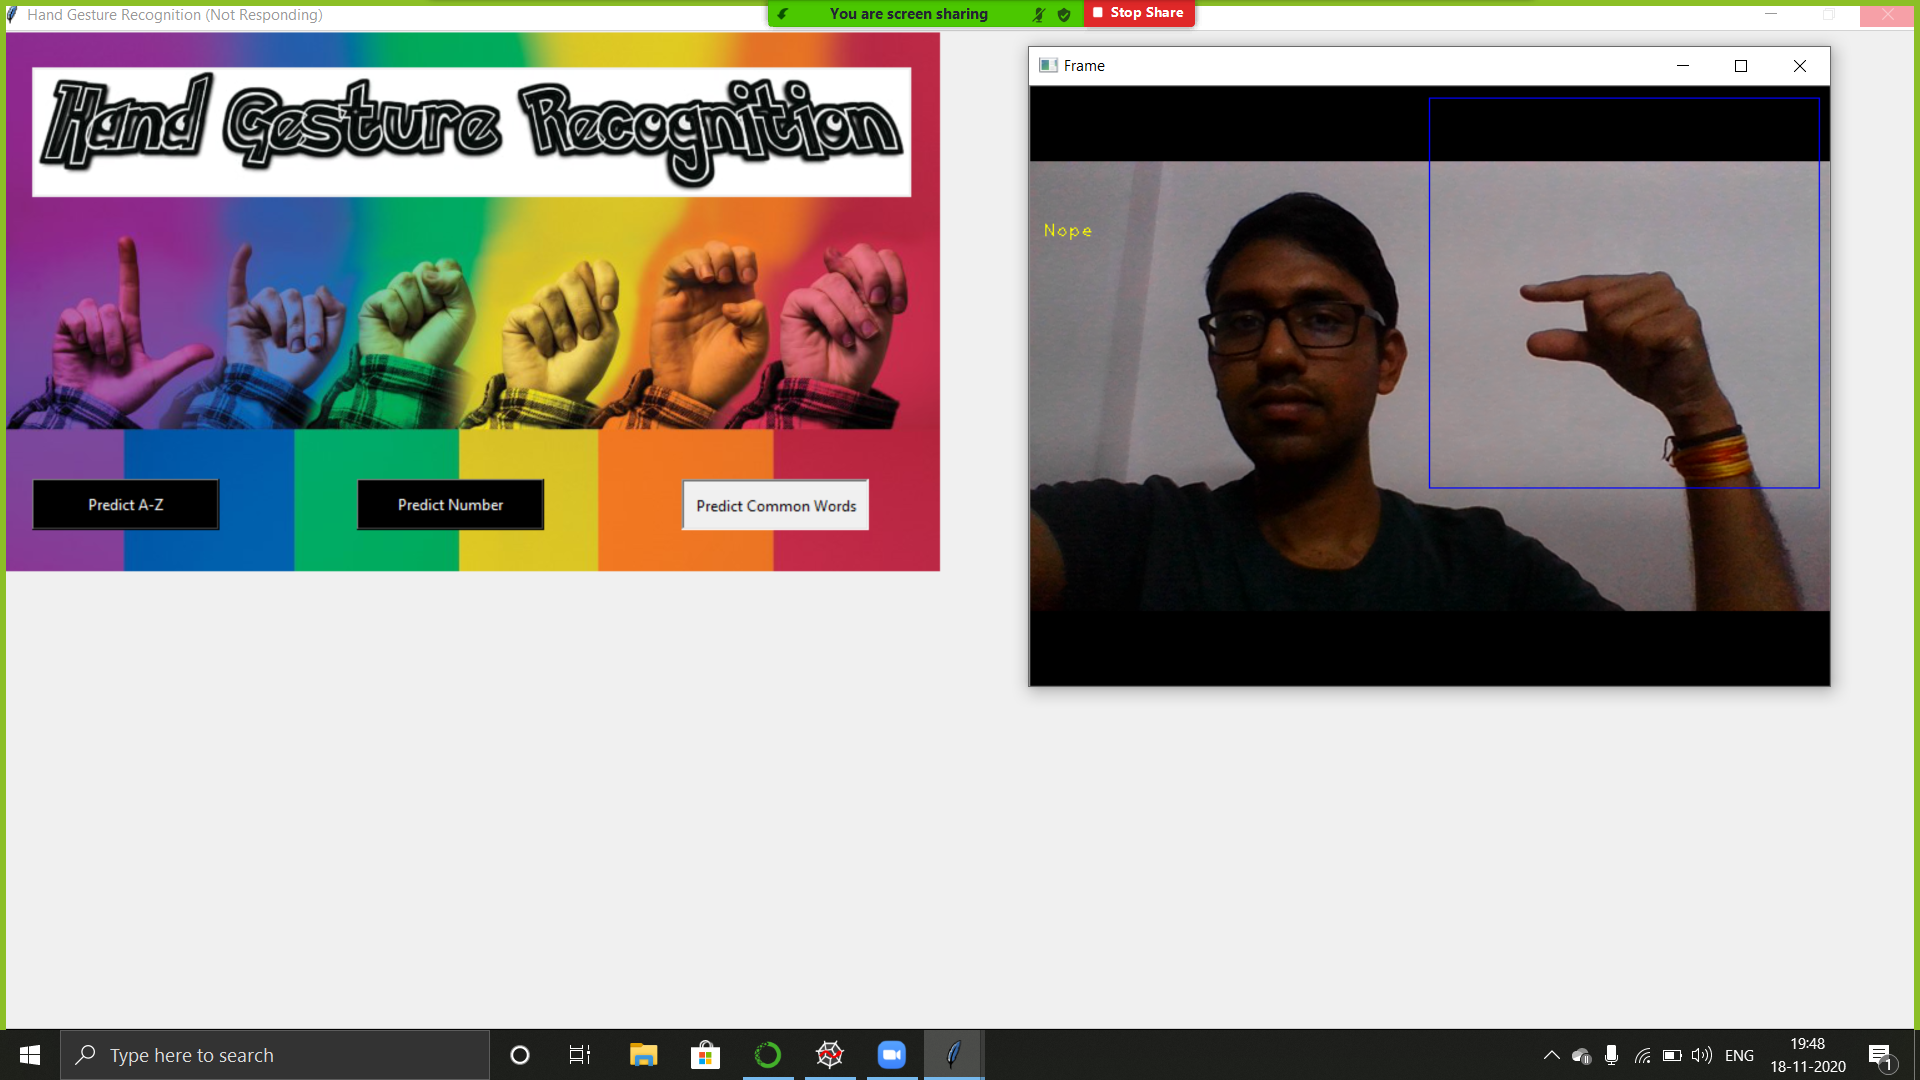 Hand Gesture Recognition (Not Responding)
You are screen sharing
Stop Share
Hand Gesture Recognition
Predict A-Z
Predict Number
Predict Common Words
Frame
Nope
Type here to search
ENG
19:48
18-11-2020
1